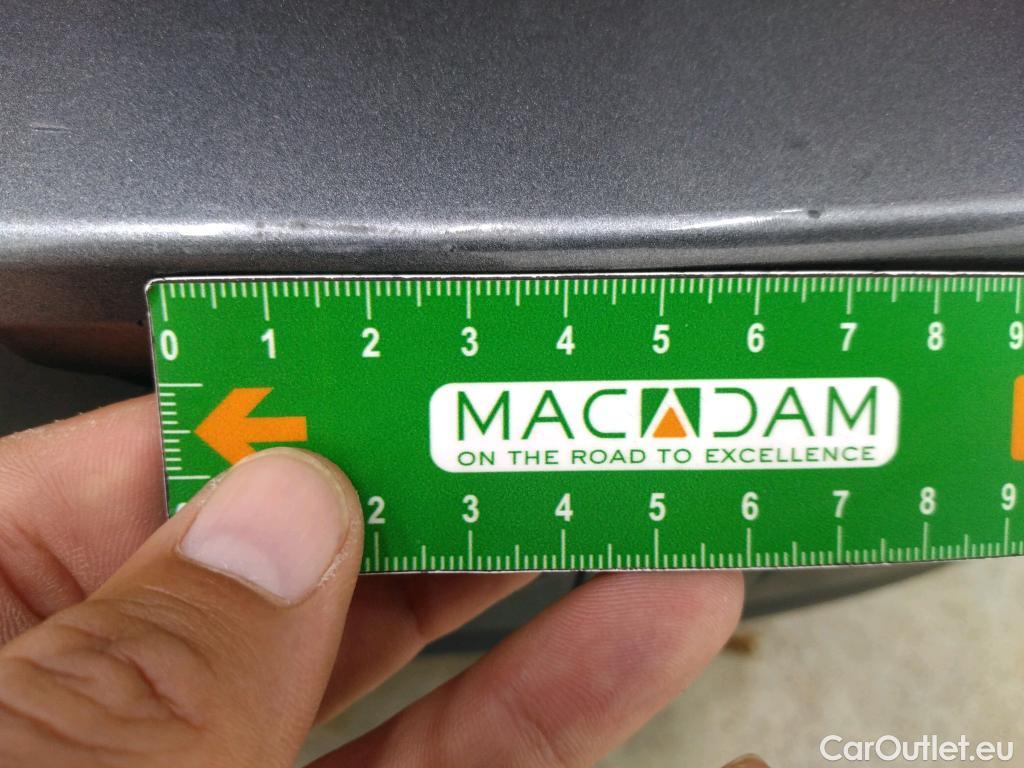 0 1 2 3 4 5 6 7 8 9
MACADAM
ON THE ROAD TO EXCELLENCE
2 3 4 5 6 7 8 9
CarOutlet.eu